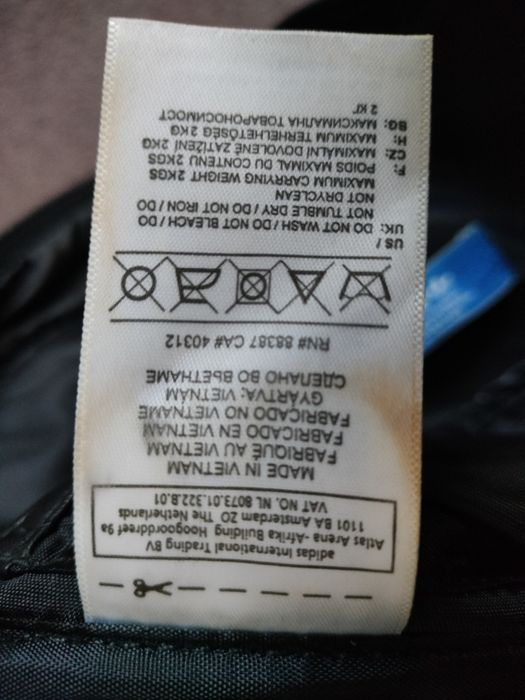 adidas International Trading BV
Atlas Arena -Afrika Building Hoogoorddreef 9a
1101 BA Amsterdam ZO The Netherlands
VAT NO. NL 8073.01.322.B.01
MADE IN VIETNAM
FABRIQUÉ AU VIETNAM
FABRICADO EN VIETNAM
FABRICADO NO VIETNAME
GYÁRTVA: VIETNÁM
СДЕЛАНО ВО ВЬЕТНАМЕ
RN# 88387 CA# 40312
US /
UK: DO NOT WASH / DO NOT BLEACH / DO
NOT TUMBLE DRY / DO NOT IRON / DO
NOT DRYCLEAN
MAXIMUM CARRYING WEIGHT 2KGS
F: POIDS MAXIMAL DU CONTENU 2KGS
CZ: MAXIMÁLNÍ DOVOLENÉ ZATÍŽENÍ 2KG
H: MAXIMUM TERHELHETŐSÉG 2 KG
BG: МАКСИМАЛНА ТОВАРОНОСИМОСТ
2 КГ